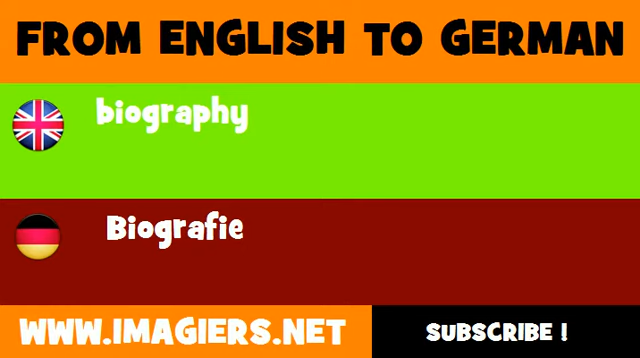 FROM ENGLISH TO GERMAN
biography
Biografie
WWW.IMAGIERS.NET
SUBSCRIBE !